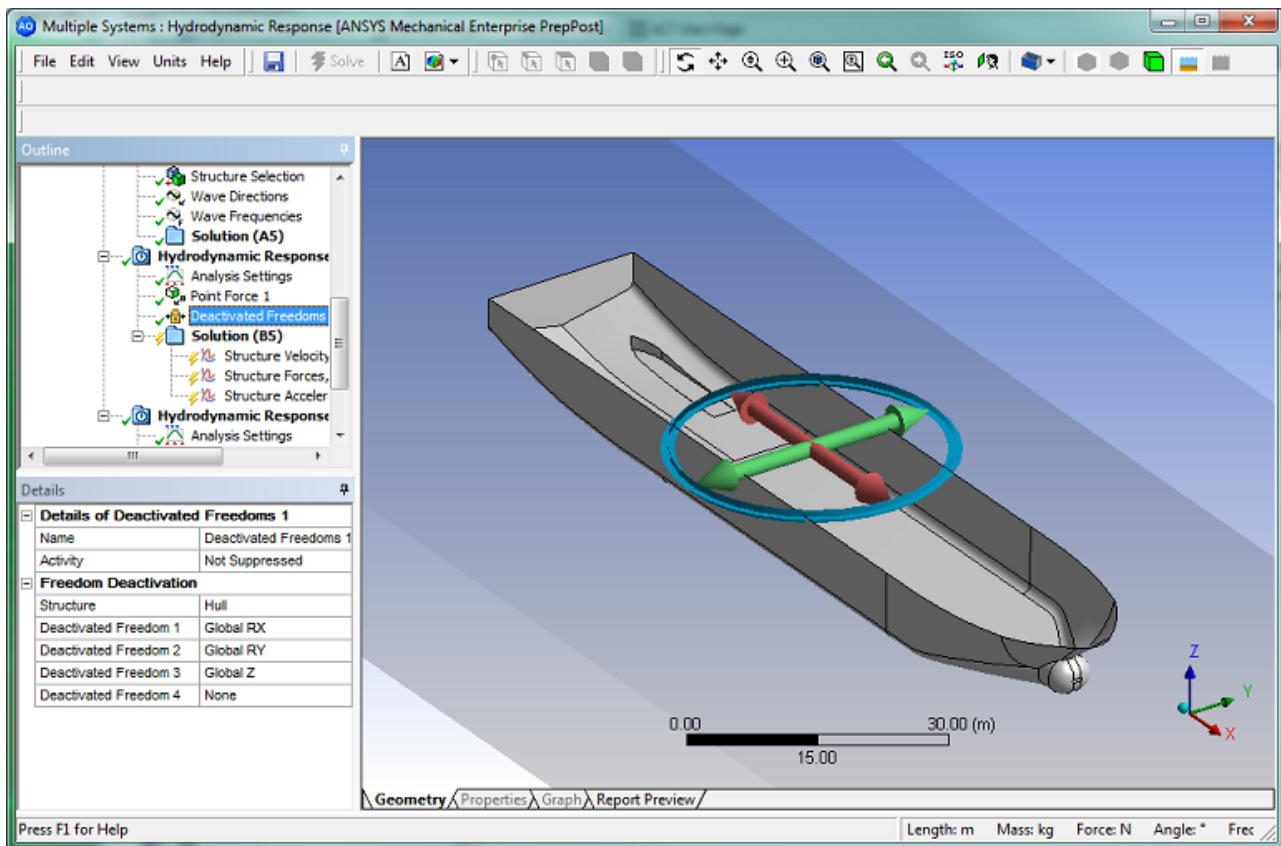 Multiple Systems : Hydrodynamic Response [ANSYS Mechanical Enterprise PrepPost]
File Edit View Units Help Solve
Outline
Structure Selection
Wave Directions
Wave Frequencies
Solution (A5)
Hydrodynamic Response
Analysis Settings
Point Force 1
Deactivated Freedoms
Solution (B5)
Structure Velocity
Structure Forces,
Structure Acceler
Hydrodynamic Response
Analysis Settings
Details
Details of Deactivated Freedoms 1
Name Deactivated Freedoms 1
Activity Not Suppressed
Freedom Deactivation
Structure Hull
Deactivated Freedom 1 Global RX
Deactivated Freedom 2 Global RY
Deactivated Freedom 3 Global Z
Deactivated Freedom 4 None
Z
Y
X
0.00 30.00 (m)
15.00
Geometry Properties Graph Report Preview
Press F1 for Help Length: m Mass: kg Force: N Angle: ° Frec